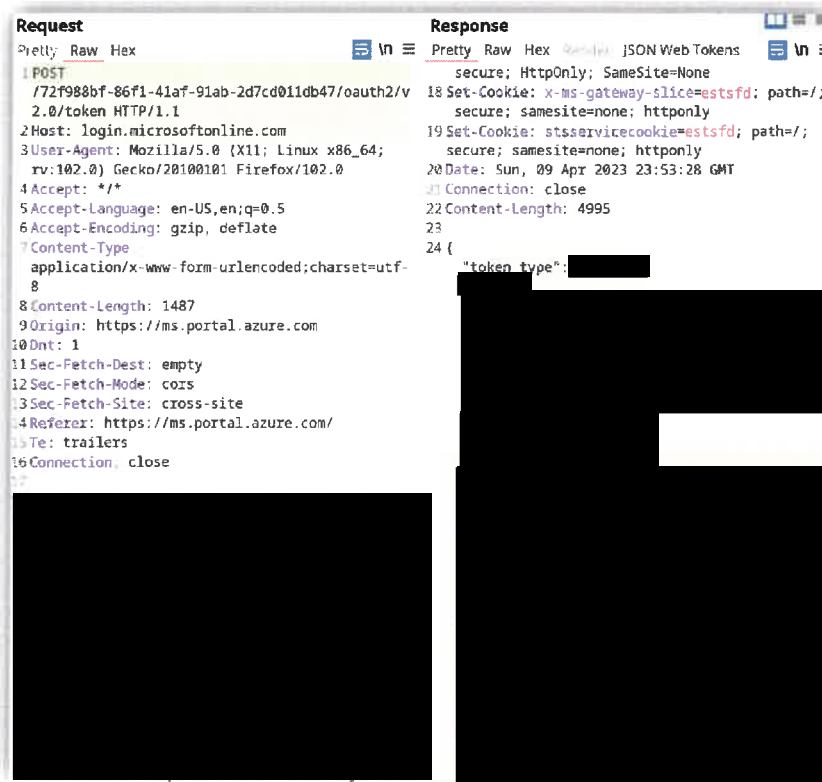 Request
Pretty Raw Hex \n
1 POST
/72f988bf-86f1-41af-91ab-2d7cd011db47/oauth2/v
2.0/token HTTP/1.1
2 Host: login.microsoftonline.com
3 User-Agent: Mozilla/5.0 (X11; Linux x86_64;
rv:102.0) Gecko/20100101 Firefox/102.0
4 Accept: */*
5 Accept-Language: en-US,en;q=0.5
6 Accept-Encoding: gzip, deflate
7 Content-Type
application/x-www-form-urlencoded;charset=utf-
8
8 Content-Length: 1487
9 Origin: https://ms.portal.azure.com
10 Dnt: 1
11 Sec-Fetch-Dest: empty
12 Sec-Fetch-Mode: cors
13 Sec-Fetch-Site: cross-site
14 Referer: https://ms.portal.azure.com/
15 Te: trailers
16 Connection: close
17
Response
Pretty Raw Hex Render JSON Web Tokens \n
secure; HttpOnly; SameSite=None
18 Set-Cookie: x-ms-gateway-slice=estsfd; path=/;
secure; samesite=none; httponly
19 Set-Cookie: stsservicecookie=estsfd; path=/;
secure; samesite=none; httponly
20 Date: Sun, 09 Apr 2023 23:53:28 GMT
21 Connection: close
22 Content-Length: 4995
23
24 {
"token_type":